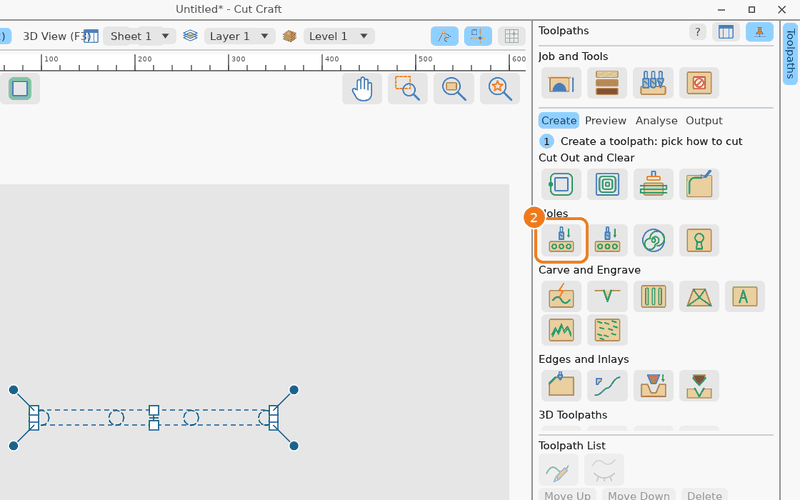 Untitled* - Cut Craft
3D View (F3)
Sheet 1
Layer 1
Level 1
100
200
300
400
500
600
Toolpaths
?
Toolpaths
Job and Tools
Create
Preview
Analyse
Output
1
Create a toolpath: pick how to cut
Cut Out and Clear
2
Carve and Engrave
A
Edges and Inlays
3D Toolpaths
Toolpath List
Move Up
Move Down
Delete